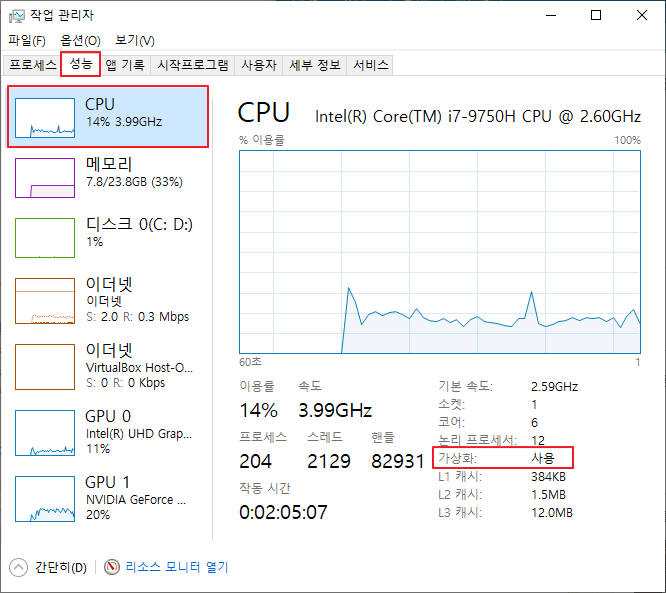 작업 관리자
파일(F) 옵션(O) 보기(V)
프로세스 성능 앱 기록 시작프로그램 사용자 세부 정보 서비스
CPU
14% 3.99GHz
메모리
7.8/23.8GB (33%)
디스크 0(C: D:)
1%
이더넷
이더넷
S: 2.0 R: 0.3 Mbps
이더넷
VirtualBox Host-O...
S: 0 R: 0 Kbps
GPU 0
Intel(R) UHD Grap...
11%
GPU 1
NVIDIA GeForce ...
20%
CPU Intel(R) Core(TM) i7-9750H CPU @ 2.60GHz
% 이용률 100%
60초 1
이용률 속도
14% 3.99GHz
프로세스 스레드 핸들
204 2129 82931
작동 시간
0:02:05:07
기본 속도: 2.59GHz
소켓: 1
코어: 6
논리 프로세서: 12
가상화: 사용
L1 캐시: 384KB
L2 캐시: 1.5MB
L3 캐시: 12.0MB
간단히(D) 리소스 모니터 열기